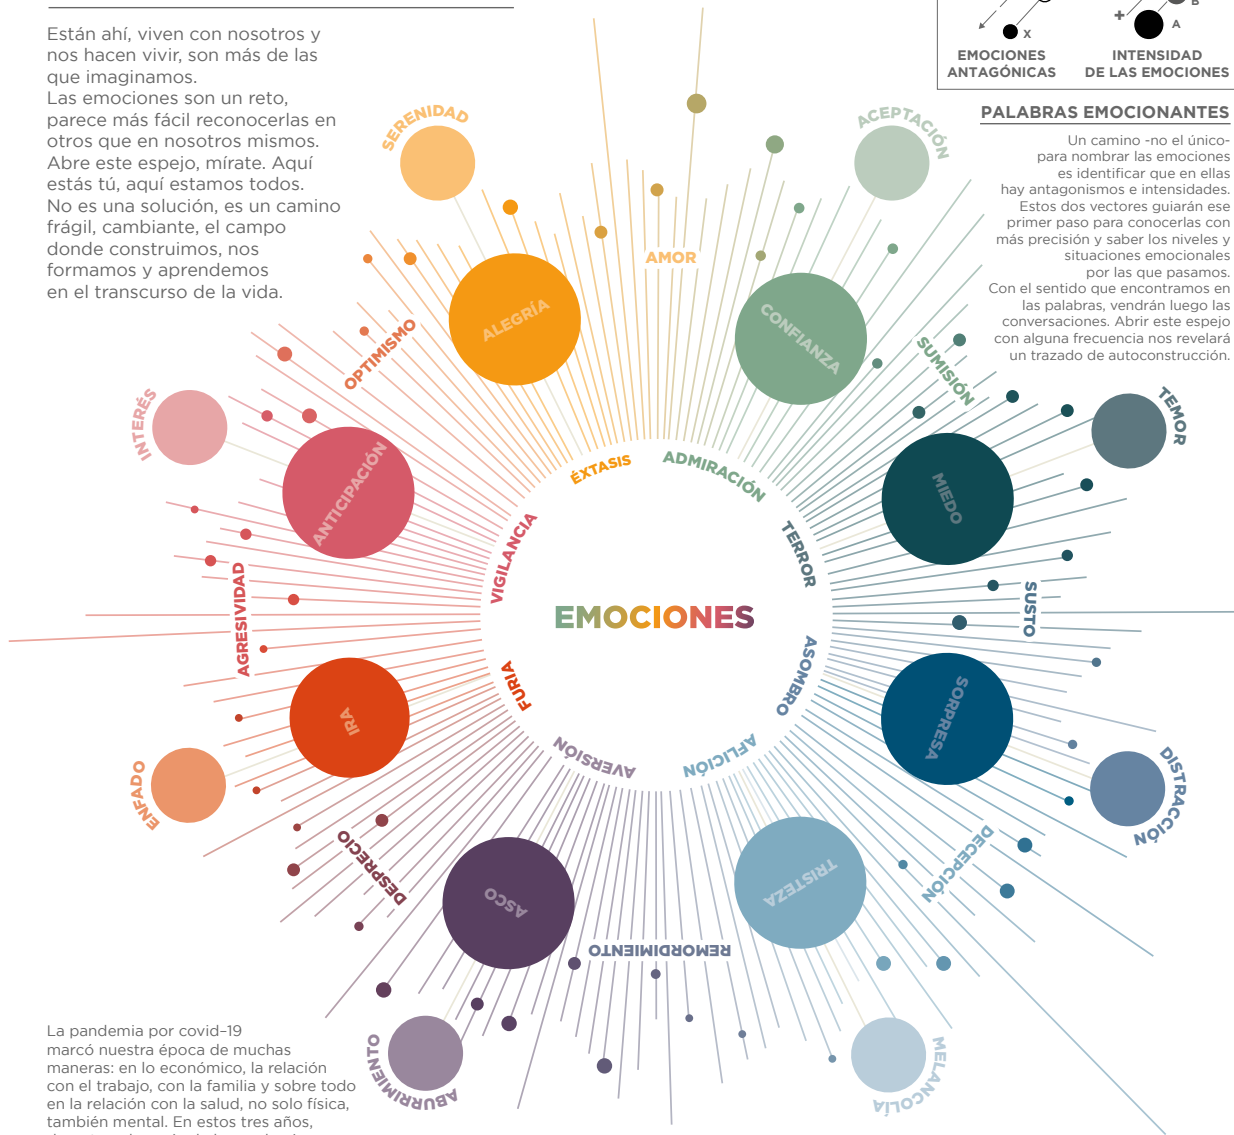 Están ahí, viven con nosotros y
nos hacen vivir, son más de las
que imaginamos.
Las emociones son un reto,
parece más fácil reconocerlas en
otros que en nosotros mismos.
Abre este espejo, mírate. Aquí
estás tú, aquí estamos todos.
No es una solución, es un camino
frágil, cambiante, el campo
donde construimos, nos
formamos y aprendemos
en el transcurso de la vida.
X
EMOCIONES
ANTAGÓNICAS
B
+
A
INTENSIDAD
DE LAS EMOCIONES
PALABRAS EMOCIONANTES
Un camino -no el único-
para nombrar las emociones
es identificar que en ellas
hay antagonismos e intensidades.
Estos dos vectores guiarán ese
primer paso para conocerlas con
más precisión y saber los niveles y
situaciones emocionales
por las que pasamos.
Con el sentido que encontramos en
las palabras, vendrán luego las
conversaciones. Abrir este espejo
con alguna frecuencia nos revelará
un trazado de autoconstrucción.
SERENIDAD
ACEPTACIÓN
AMOR
ALEGRÍA
CONFIANZA
OPTIMISMO
SUMISIÓN
INTERÉS
TEMOR
ANTICIPACIÓN
MIEDO
ÉXTASIS
ADMIRACIÓN
VIGILANCIA
TERROR
AGRESIVIDAD
SUSTO
EMOCIONES
FURIA
ASOMBRO
IRA
SORPRESA
AVERSIÓN
AFLICIÓN
ENFADO
DISTRACCIÓN
DESPRECIO
DECEPCIÓN
ASCO
TRISTEZA
REMORDIMIENTO
ABURRIMIENTO
MELANCOLÍA
La pandemia por covid-19
marcó nuestra época de muchas
maneras: en lo económico, la relación
con el trabajo, con la familia y sobre todo
en la relación con la salud, no solo física,
también mental. En estos tres años,